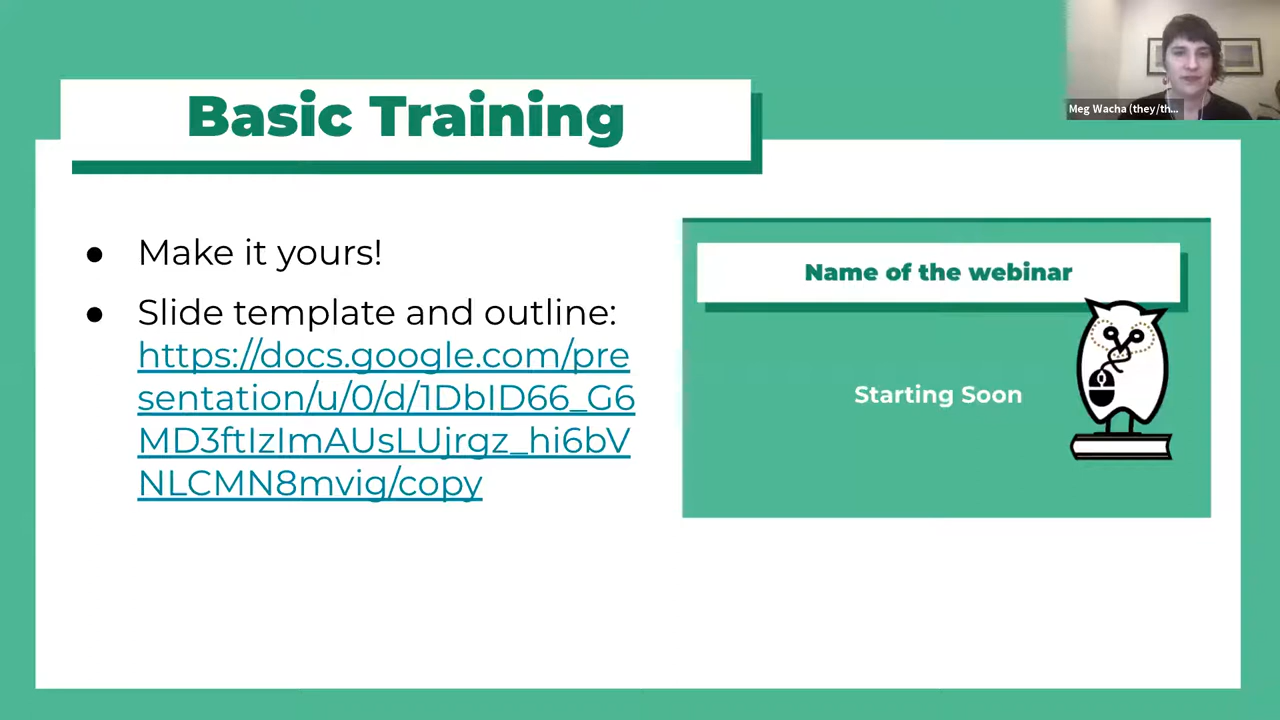 Meg Wacha (they/th...
Basic Training
● Make it yours!
● Slide template and outline:
https://docs.google.com/pre
sentation/u/0/d/1DbID66_G6
MD3ftIzImAUsLUjrgz_hi6bV
NLCMN8mvig/copy
Name of the webinar
Starting Soon